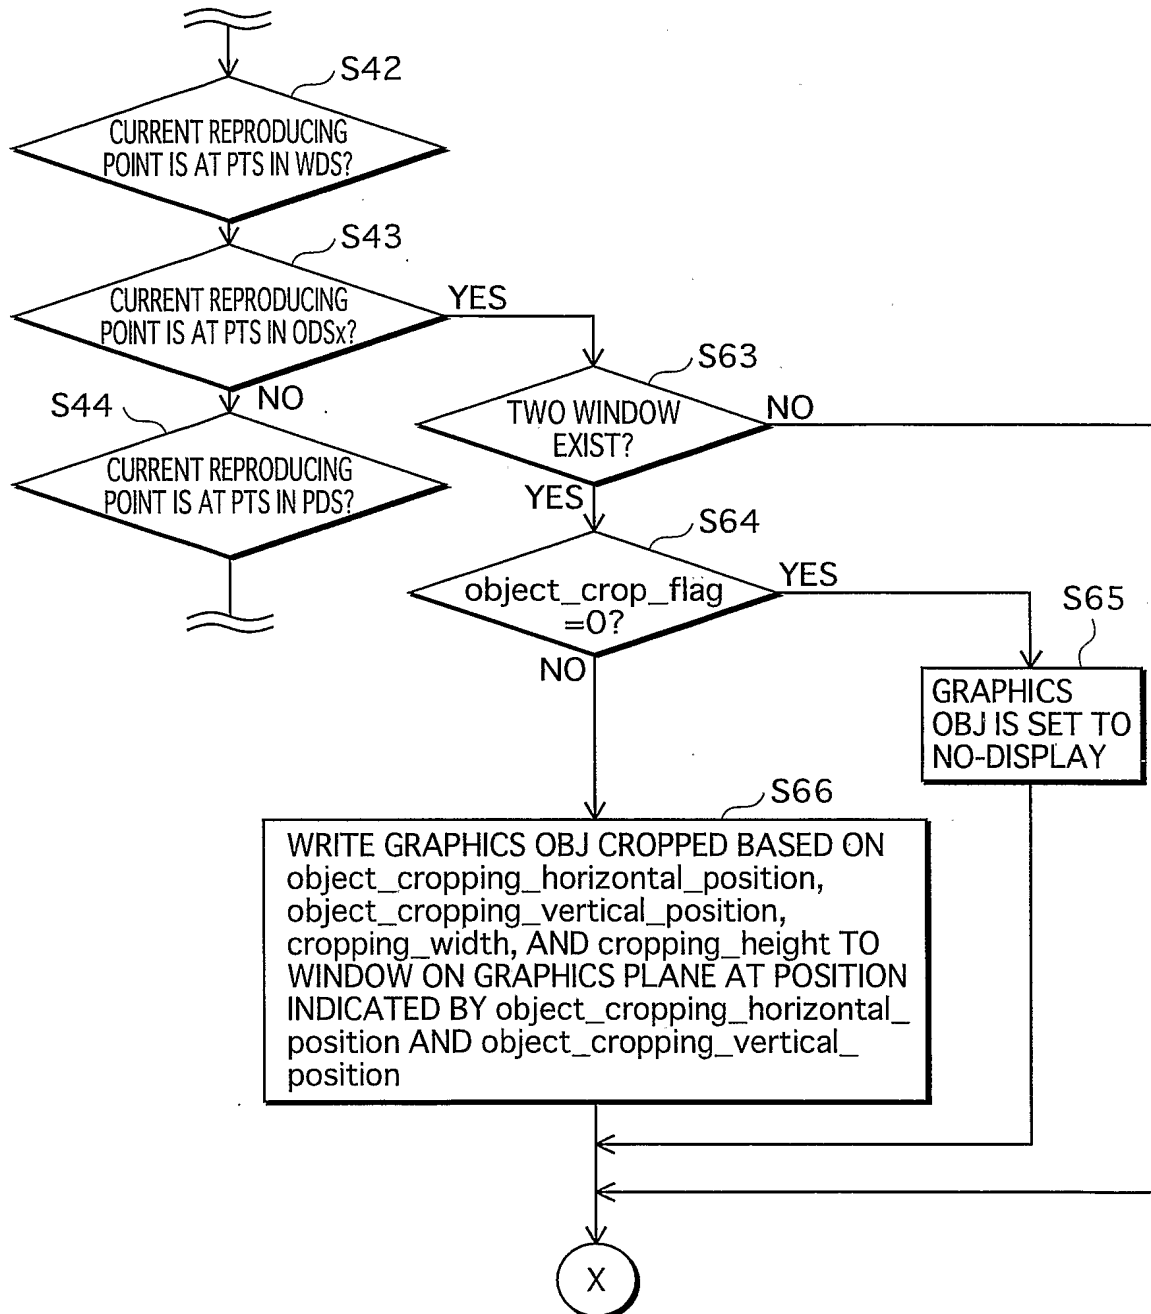 S42
CURRENT REPRODUCING
POINT IS AT PTS IN WDS?
S43
CURRENT REPRODUCING
POINT IS AT PTS IN ODSx?
YES
NO
S44
CURRENT REPRODUCING
POINT IS AT PTS IN PDS?
S63
TWO WINDOW
EXIST?
NO
YES
S64
object_crop_flag
=0?
YES
NO
S65
GRAPHICS
OBJ IS SET TO
NO-DISPLAY
S66
WRITE GRAPHICS OBJ CROPPED BASED ON
object_cropping_horizontal_position,
object_cropping_vertical_position,
cropping_width, AND cropping_height TO
WINDOW ON GRAPHICS PLANE AT POSITION
INDICATED BY object_cropping_horizontal_
position AND object_cropping_vertical_
position
X